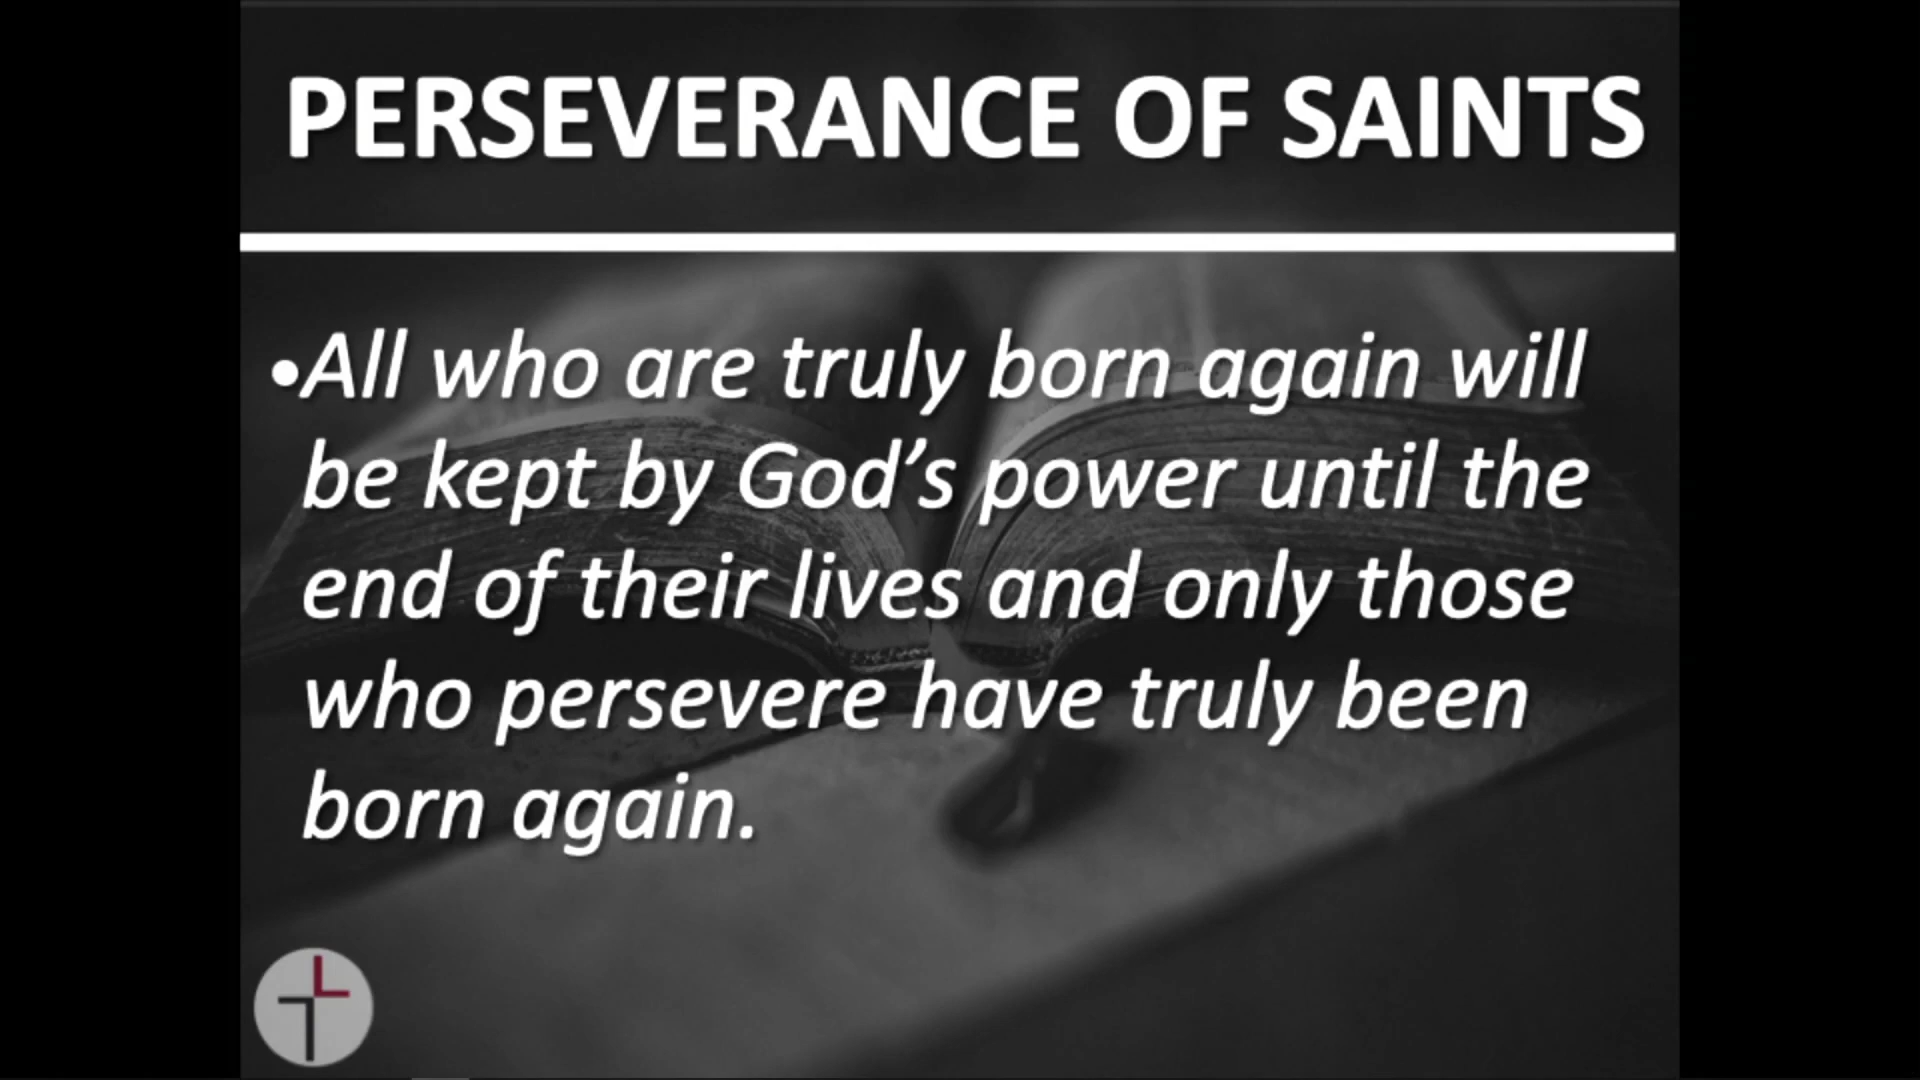 PERSEVERANCE OF SAINTS
•All who are truly born again will
be kept by God’s power until the
end of their lives and only those
who persevere have truly been
born again.